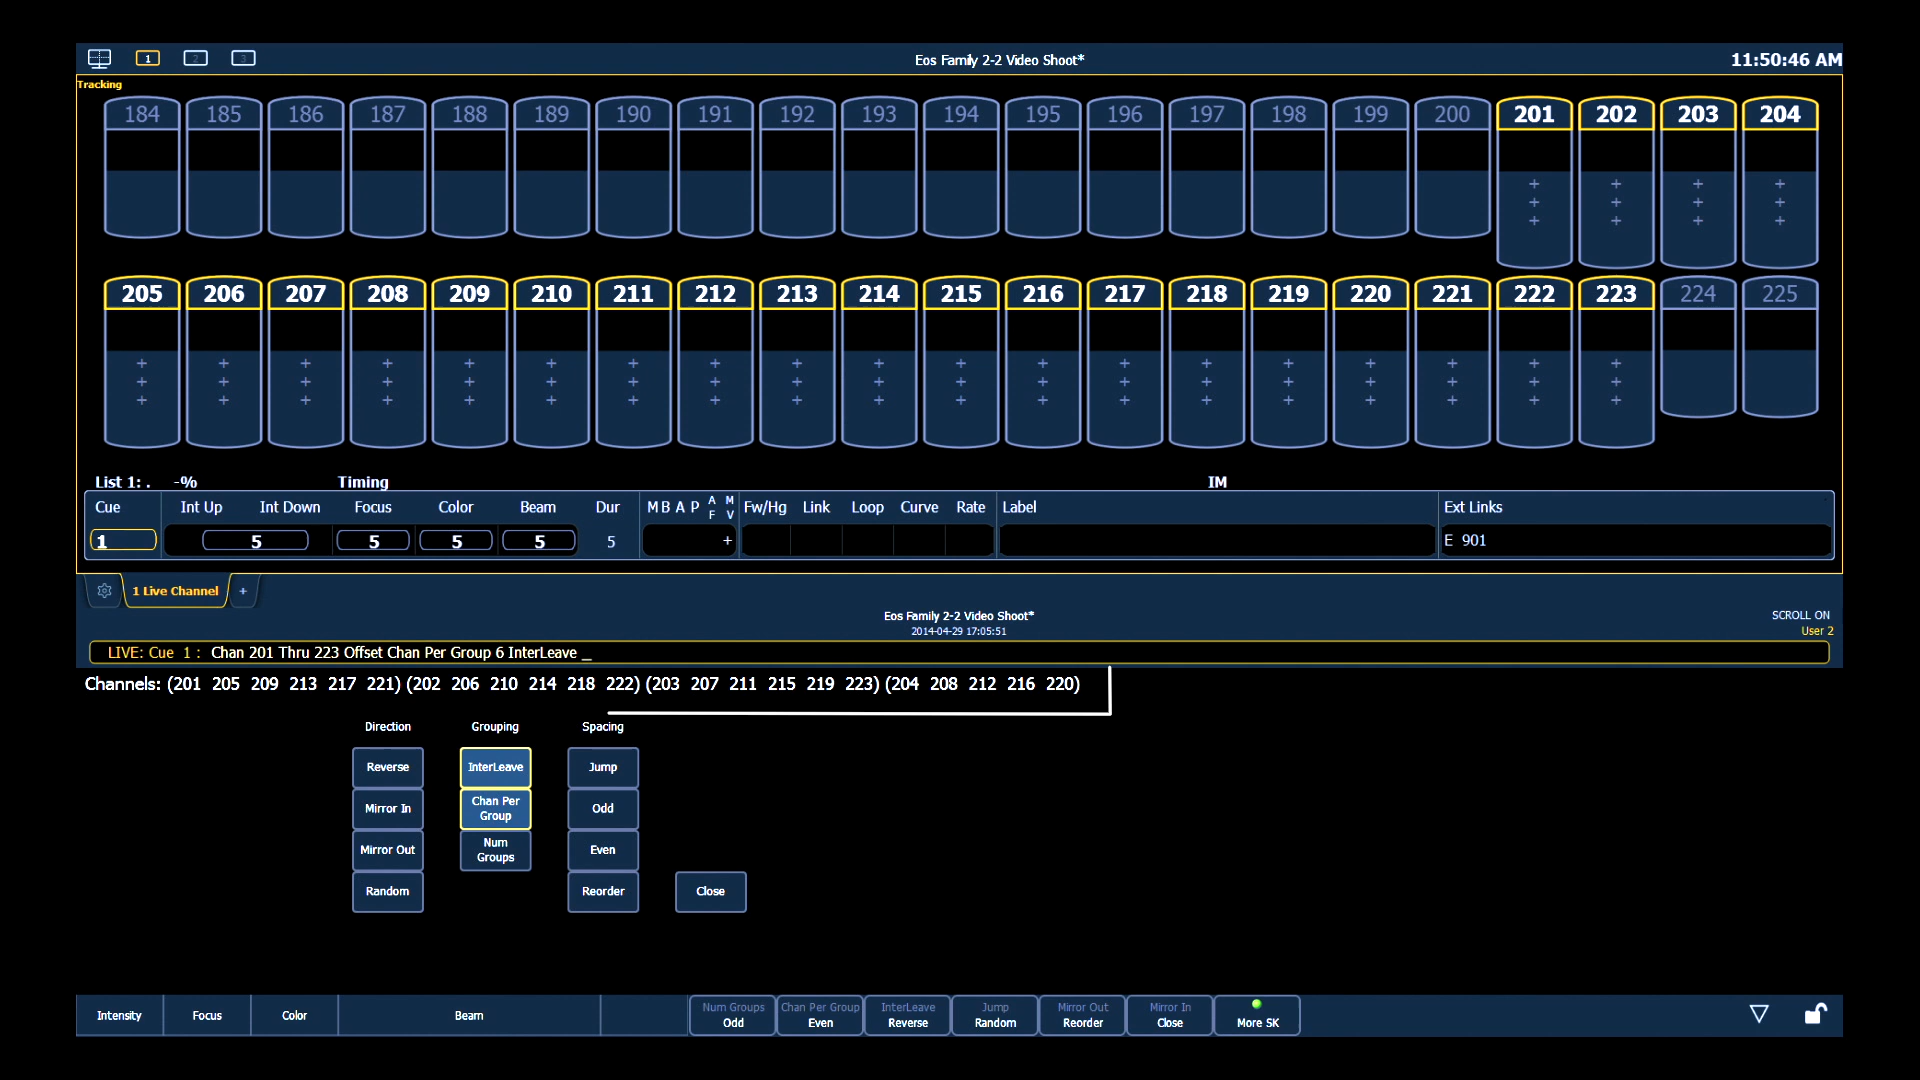 1 2 3 Eos Family 2-2 Video Shoot* 11:50:46 AM
Tracking
184 185 186 187 188 189 190 191 192 193 194 195 196 197 198 199 200 201 202 203 204
+ + + +
+ + + +
+ + + +
205 206 207 208 209 210 211 212 213 214 215 216 217 218 219 220 221 222 223 224 225
+ + + + + + + + + + + + + + + + + + +
+ + + + + + + + + + + + + + + + + + +
+ + + + + + + + + + + + + + + + + + +
List 1: . -% Timing IM
Cue Int Up Int Down Focus Color Beam Dur M B A P A F M V Fw/Hg Link Loop Curve Rate Label Ext Links
1 5 5 5 5 5 + E 901
1 Live Channel +
Eos Family 2-2 Video Shoot* SCROLL ON
2014-04-29 17:05:51 User 2
LIVE: Cue 1 : Chan 201 Thru 223 Offset Chan Per Group 6 InterLeave _
Channels: (201 205 209 213 217 221) (202 206 210 214 218 222) (203 207 211 215 219 223) (204 208 212 216 220)
Direction Grouping Spacing
Reverse InterLeave Jump
Mirror In Chan Per Group Odd
Mirror Out Num Groups Even
Random Reorder Close
Num Groups Chan Per Group InterLeave Jump Mirror Out Mirror In
Intensity Focus Color Beam Odd Even Reverse Random Reorder Close More SK